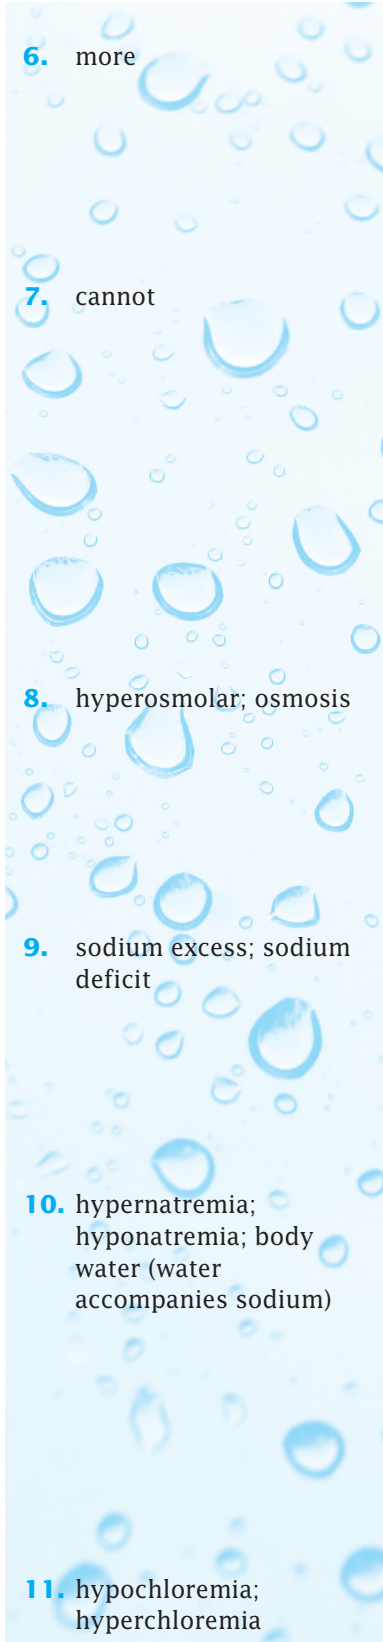 6. more
7. cannot
8. hyperosmolar; osmosis
9. sodium excess; sodium
deficit
10. hypernatremia;
hyponatremia; body
water (water
accompanies sodium)
11. hypochloremia;
hyperchloremia